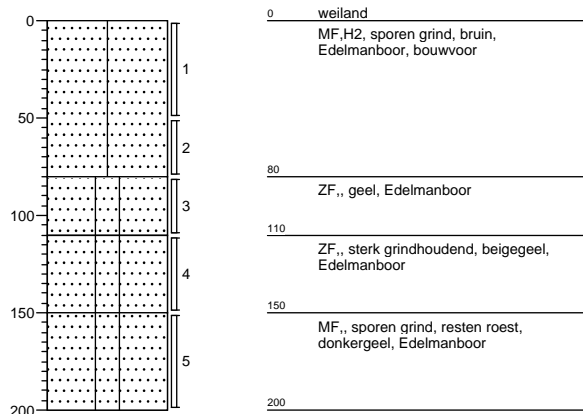 0
50
100
150
200
1
2
3
4
5
0 weiland
MF,H2, sporen grind, bruin,
Edelmanboor, bouwvoor
80
ZF,, geel, Edelmanboor
110
ZF,, sterk grindhoudend, beigegeel,
Edelmanboor
150
MF,, sporen grind, resten roest,
donkergeel, Edelmanboor
200